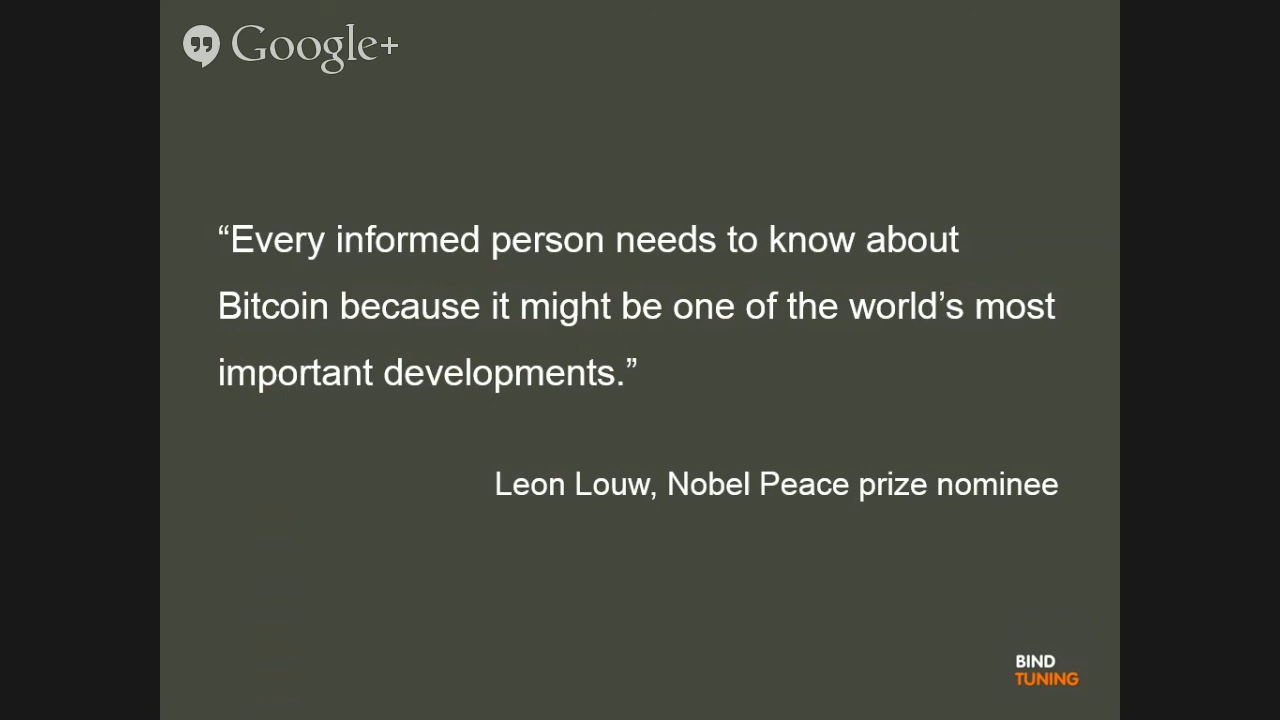 Google+
“Every informed person needs to know about
Bitcoin because it might be one of the world’s most
important developments.”
Leon Louw, Nobel Peace prize nominee
BIND
TUNING